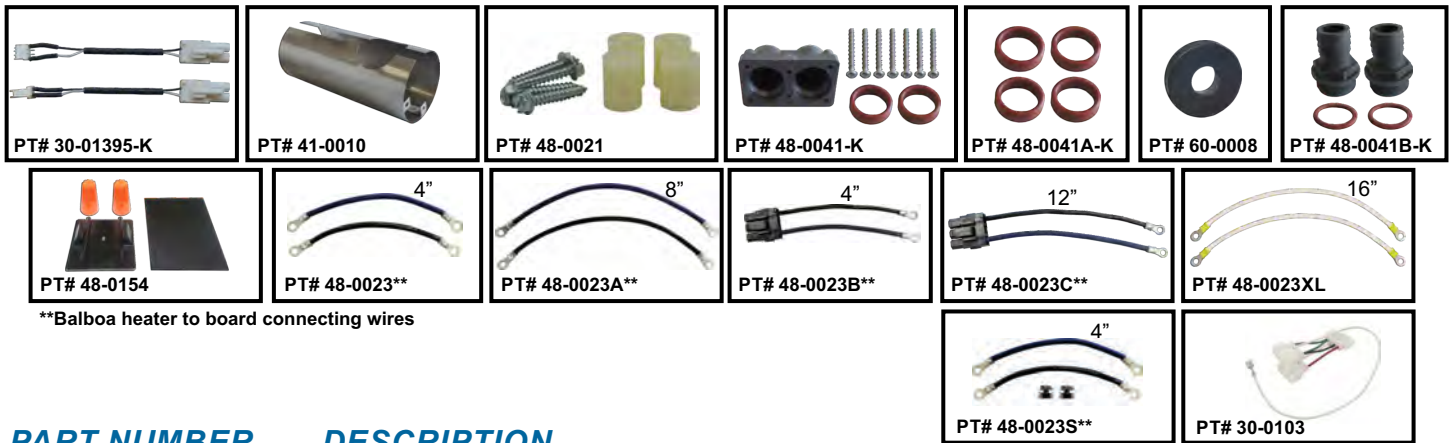 PT# 30-01395-K
PT# 41-0010
PT# 48-0021
PT# 48-0041-K
PT# 48-0041A-K
PT# 60-0008
PT# 48-0041B-K
PT# 48-0154
4”
PT# 48-0023**
8”
PT# 48-0023A**
4”
PT# 48-0023B**
12”
PT# 48-0023C**
16”
PT# 48-0023XL
**Balboa heater to board connecting wires
4”
PT# 48-0023S**
PT# 30-0103
PART NUMBER DESCRIPTION